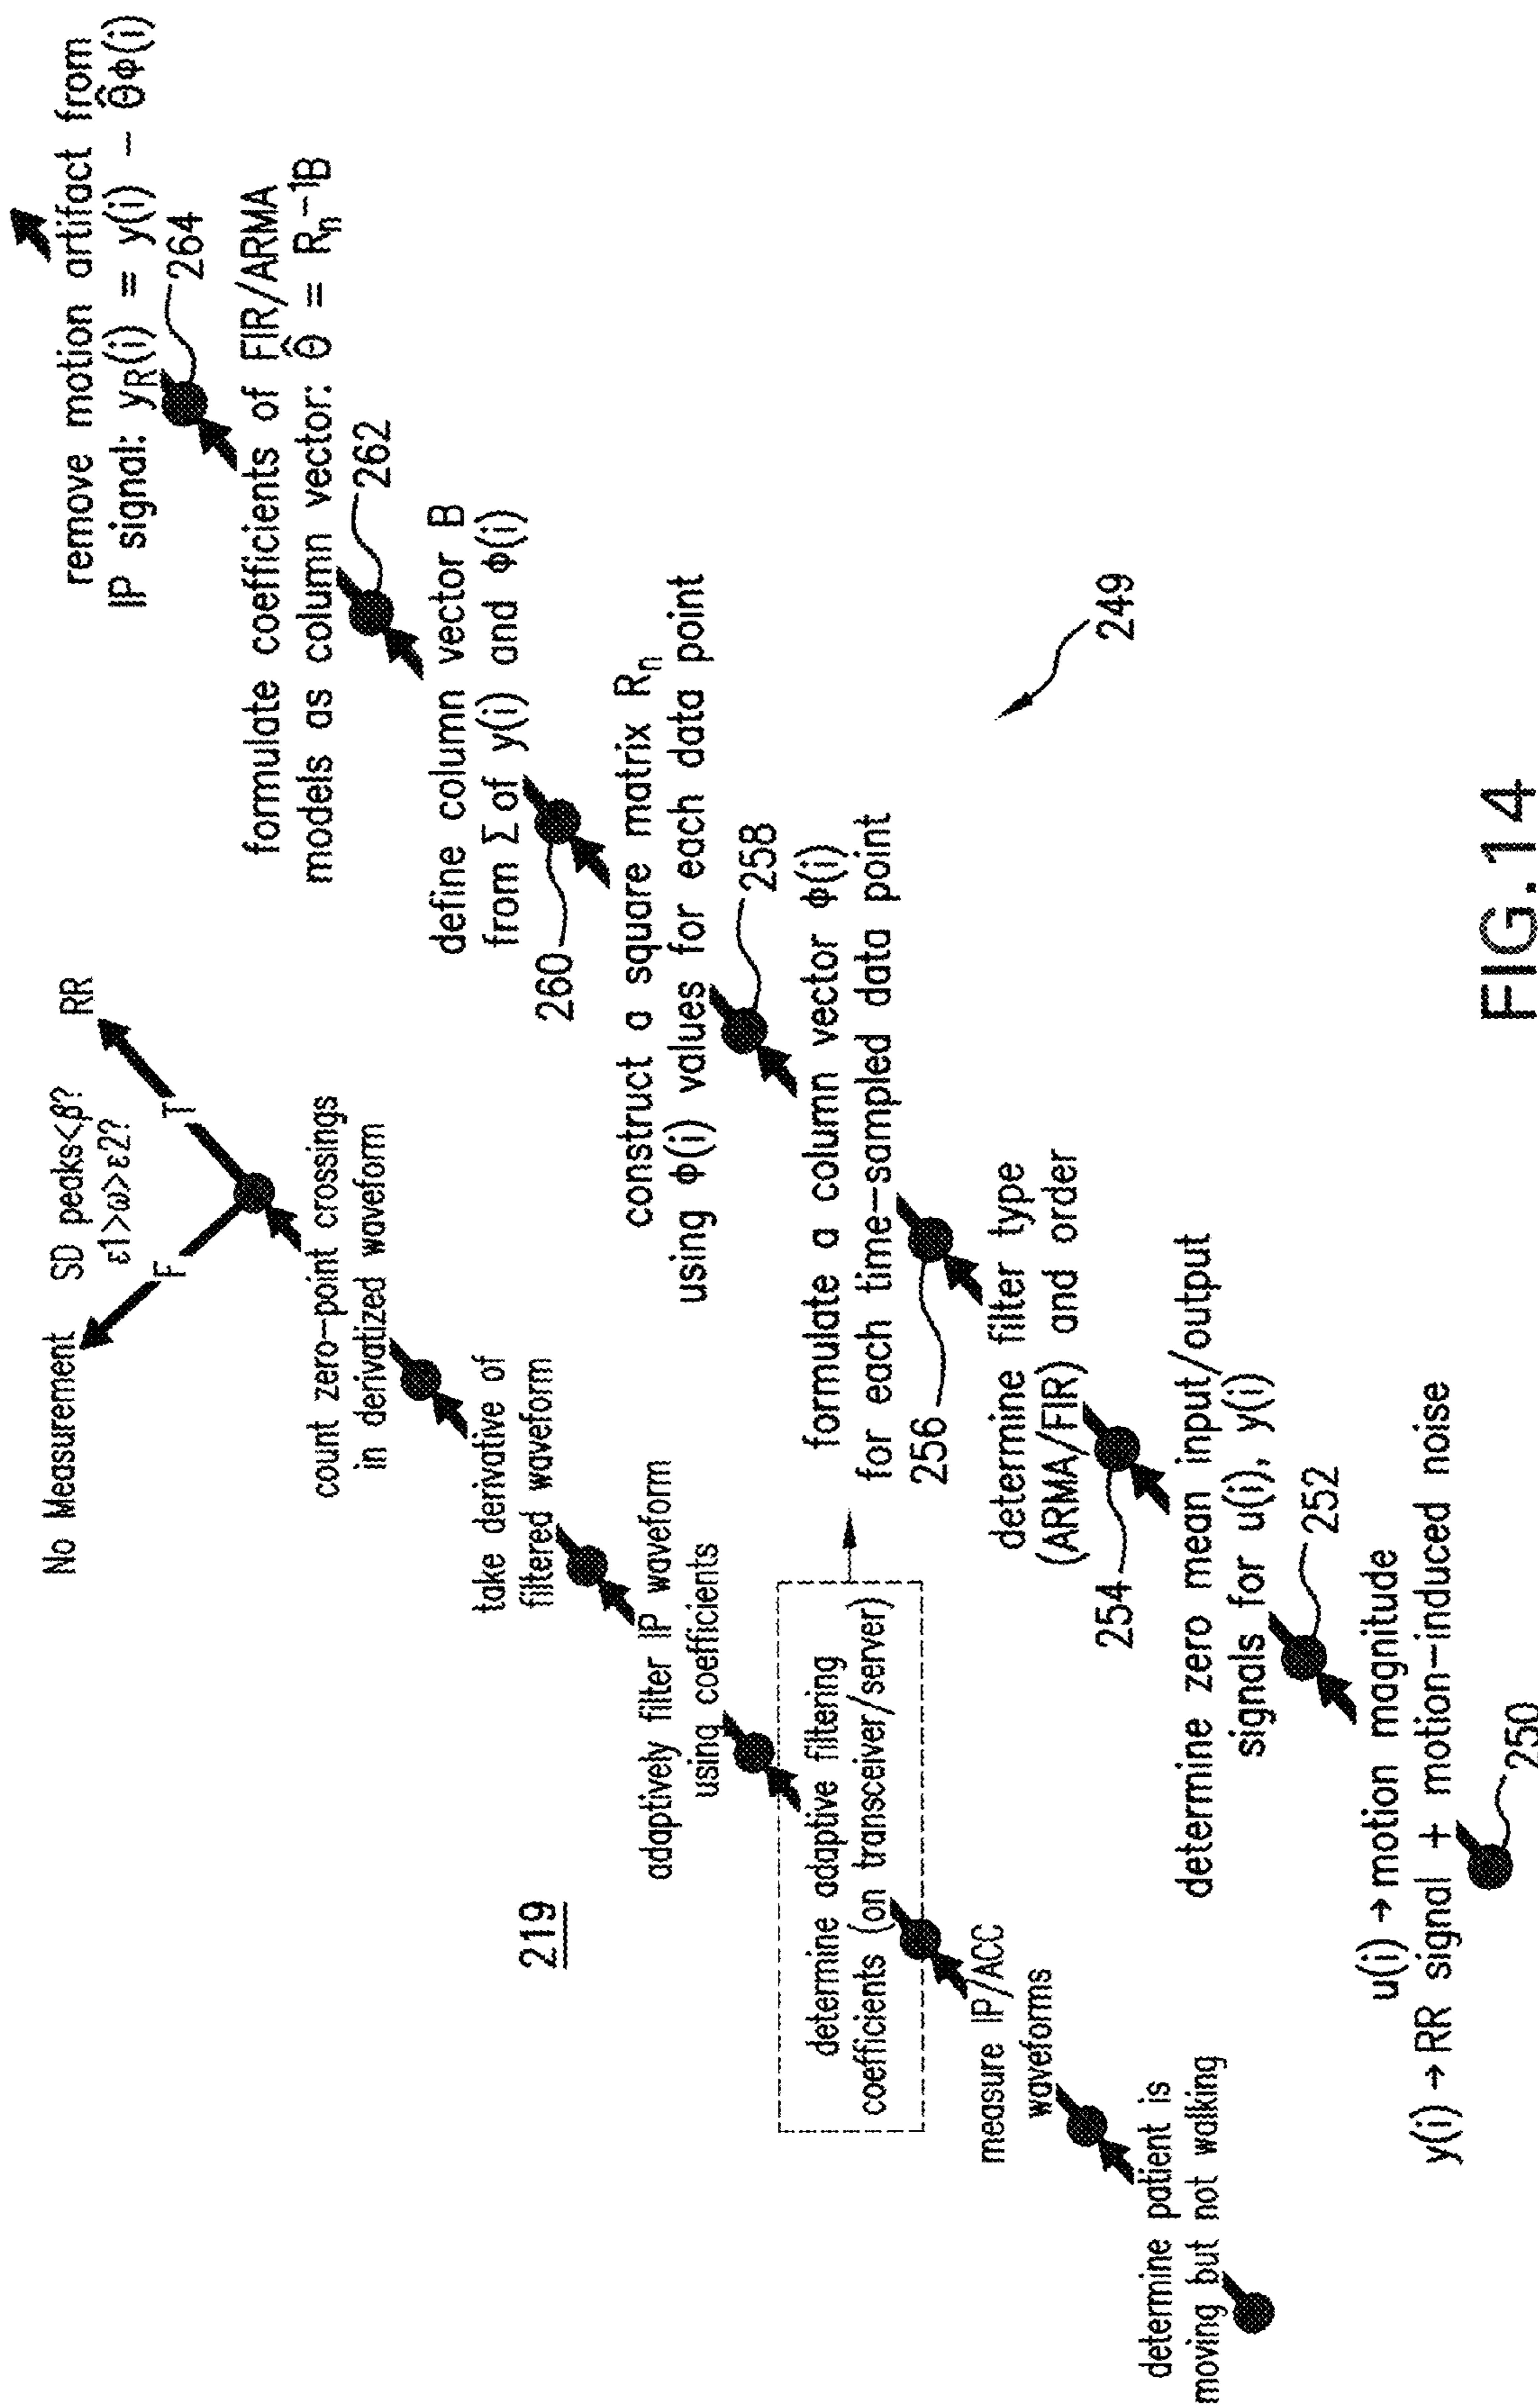 219
No Measurement
SD peaks<β?
ε1>ω>ε2?
RR
F
T
count zero-point crossings
in derivatized waveform
take derivative of
filtered waveform
adaptively filter IP waveform
using coefficients
determine adaptive filtering
coefficients (on transceiver/server)
measure IP/ACC
waveforms
determine patient is
moving but not walking
remove motion artifact from
IP signal: yR(i) = y(i) - Θ̂Φ(i)
264
formulate coefficients of FIR/ARMA
models as column vector: Θ̂ = Rn⁻¹B
262
define column vector B
from Σ of y(i) and Φ(i)
260
construct a square matrix Rn
using Φ(i) values for each data point
258
formulate a column vector Φ(i)
for each time-sampled data point
256
determine filter type
(ARMA/FIR) and order
254
determine zero mean input/output
signals for u(i), y(i)
252
u(i) → motion magnitude
y(i) → RR signal + motion-induced noise
250
249
FIG.14